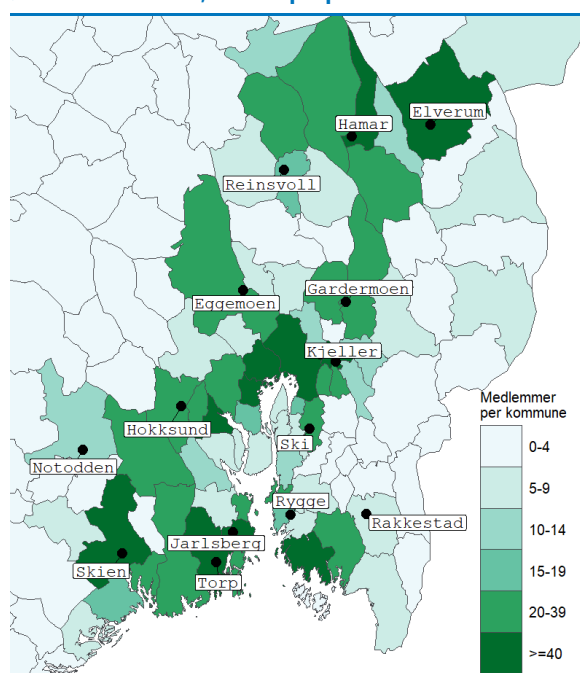 Elverum
Hamar
Reinsvoll
Eggemoen
Gardermoen
Kjeller
Hokksund
Ski
Notodden
Rygge
Rakkestad
Jarlsberg
Skien
Torp
Medlemmer
per kommune
0-4
5-9
10-14
15-19
20-39
>=40